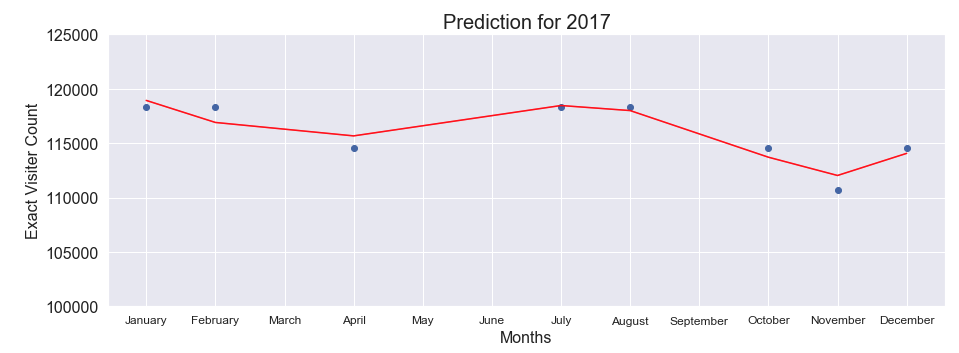 Prediction for 2017
125000
120000
115000
110000
105000
100000
Exact Visiter Count
January February March April May June July August September October November December
Months